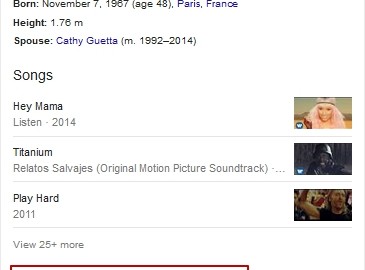 Born: November 7, 1967 (age 48), Paris, France
Height: 1.76 m
Spouse: Cathy Guetta (m. 1992–2014)
Songs
Hey Mama
Listen · 2014
Titanium
Relatos Salvajes (Original Motion Picture Soundtrack) ·...
Play Hard
2011
View 25+ more